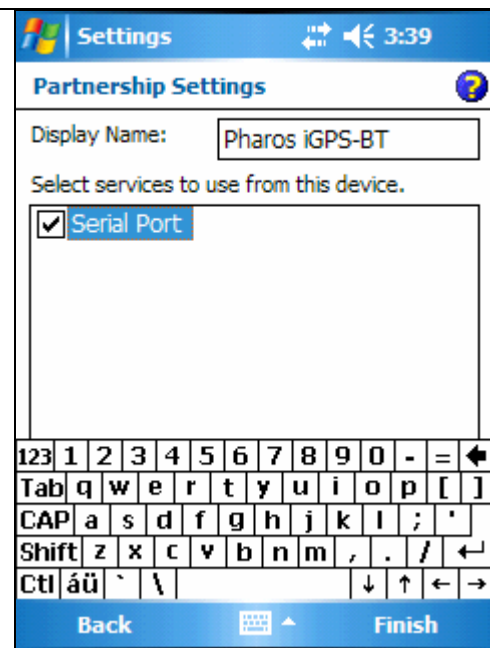 Settings 3:39
Partnership Settings ?
Display Name: Pharos iGPS-BT
Select services to use from this device.
Serial Port
123 1 2 3 4 5 6 7 8 9 0 - =
Tab q w e r t y u i o p [ ]
CAP a s d f g h j k l ; '
Shift z x c v b n m , . /
Ctl áü ` \
Back Finish